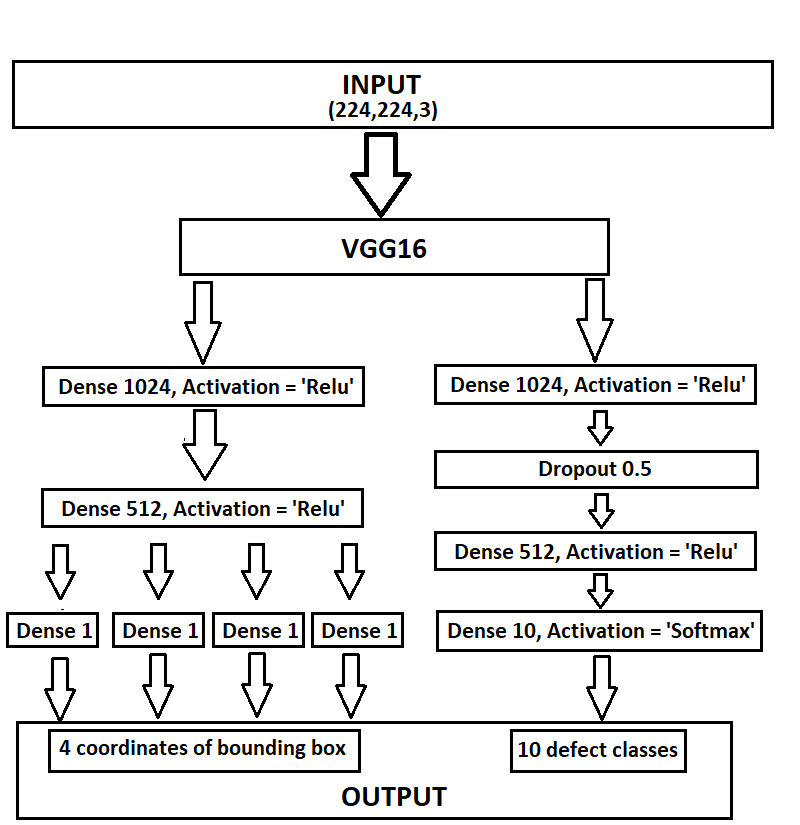 INPUT
(224,224,3)
VGG16
Dense 1024, Activation = 'Relu'
Dense 512, Activation = 'Relu'
Dense 1
Dense 1
Dense 1
Dense 1
4 coordinates of bounding box
Dense 1024, Activation = 'Relu'
Dropout 0.5
Dense 512, Activation = 'Relu'
Dense 10, Activation = 'Softmax'
10 defect classes
OUTPUT